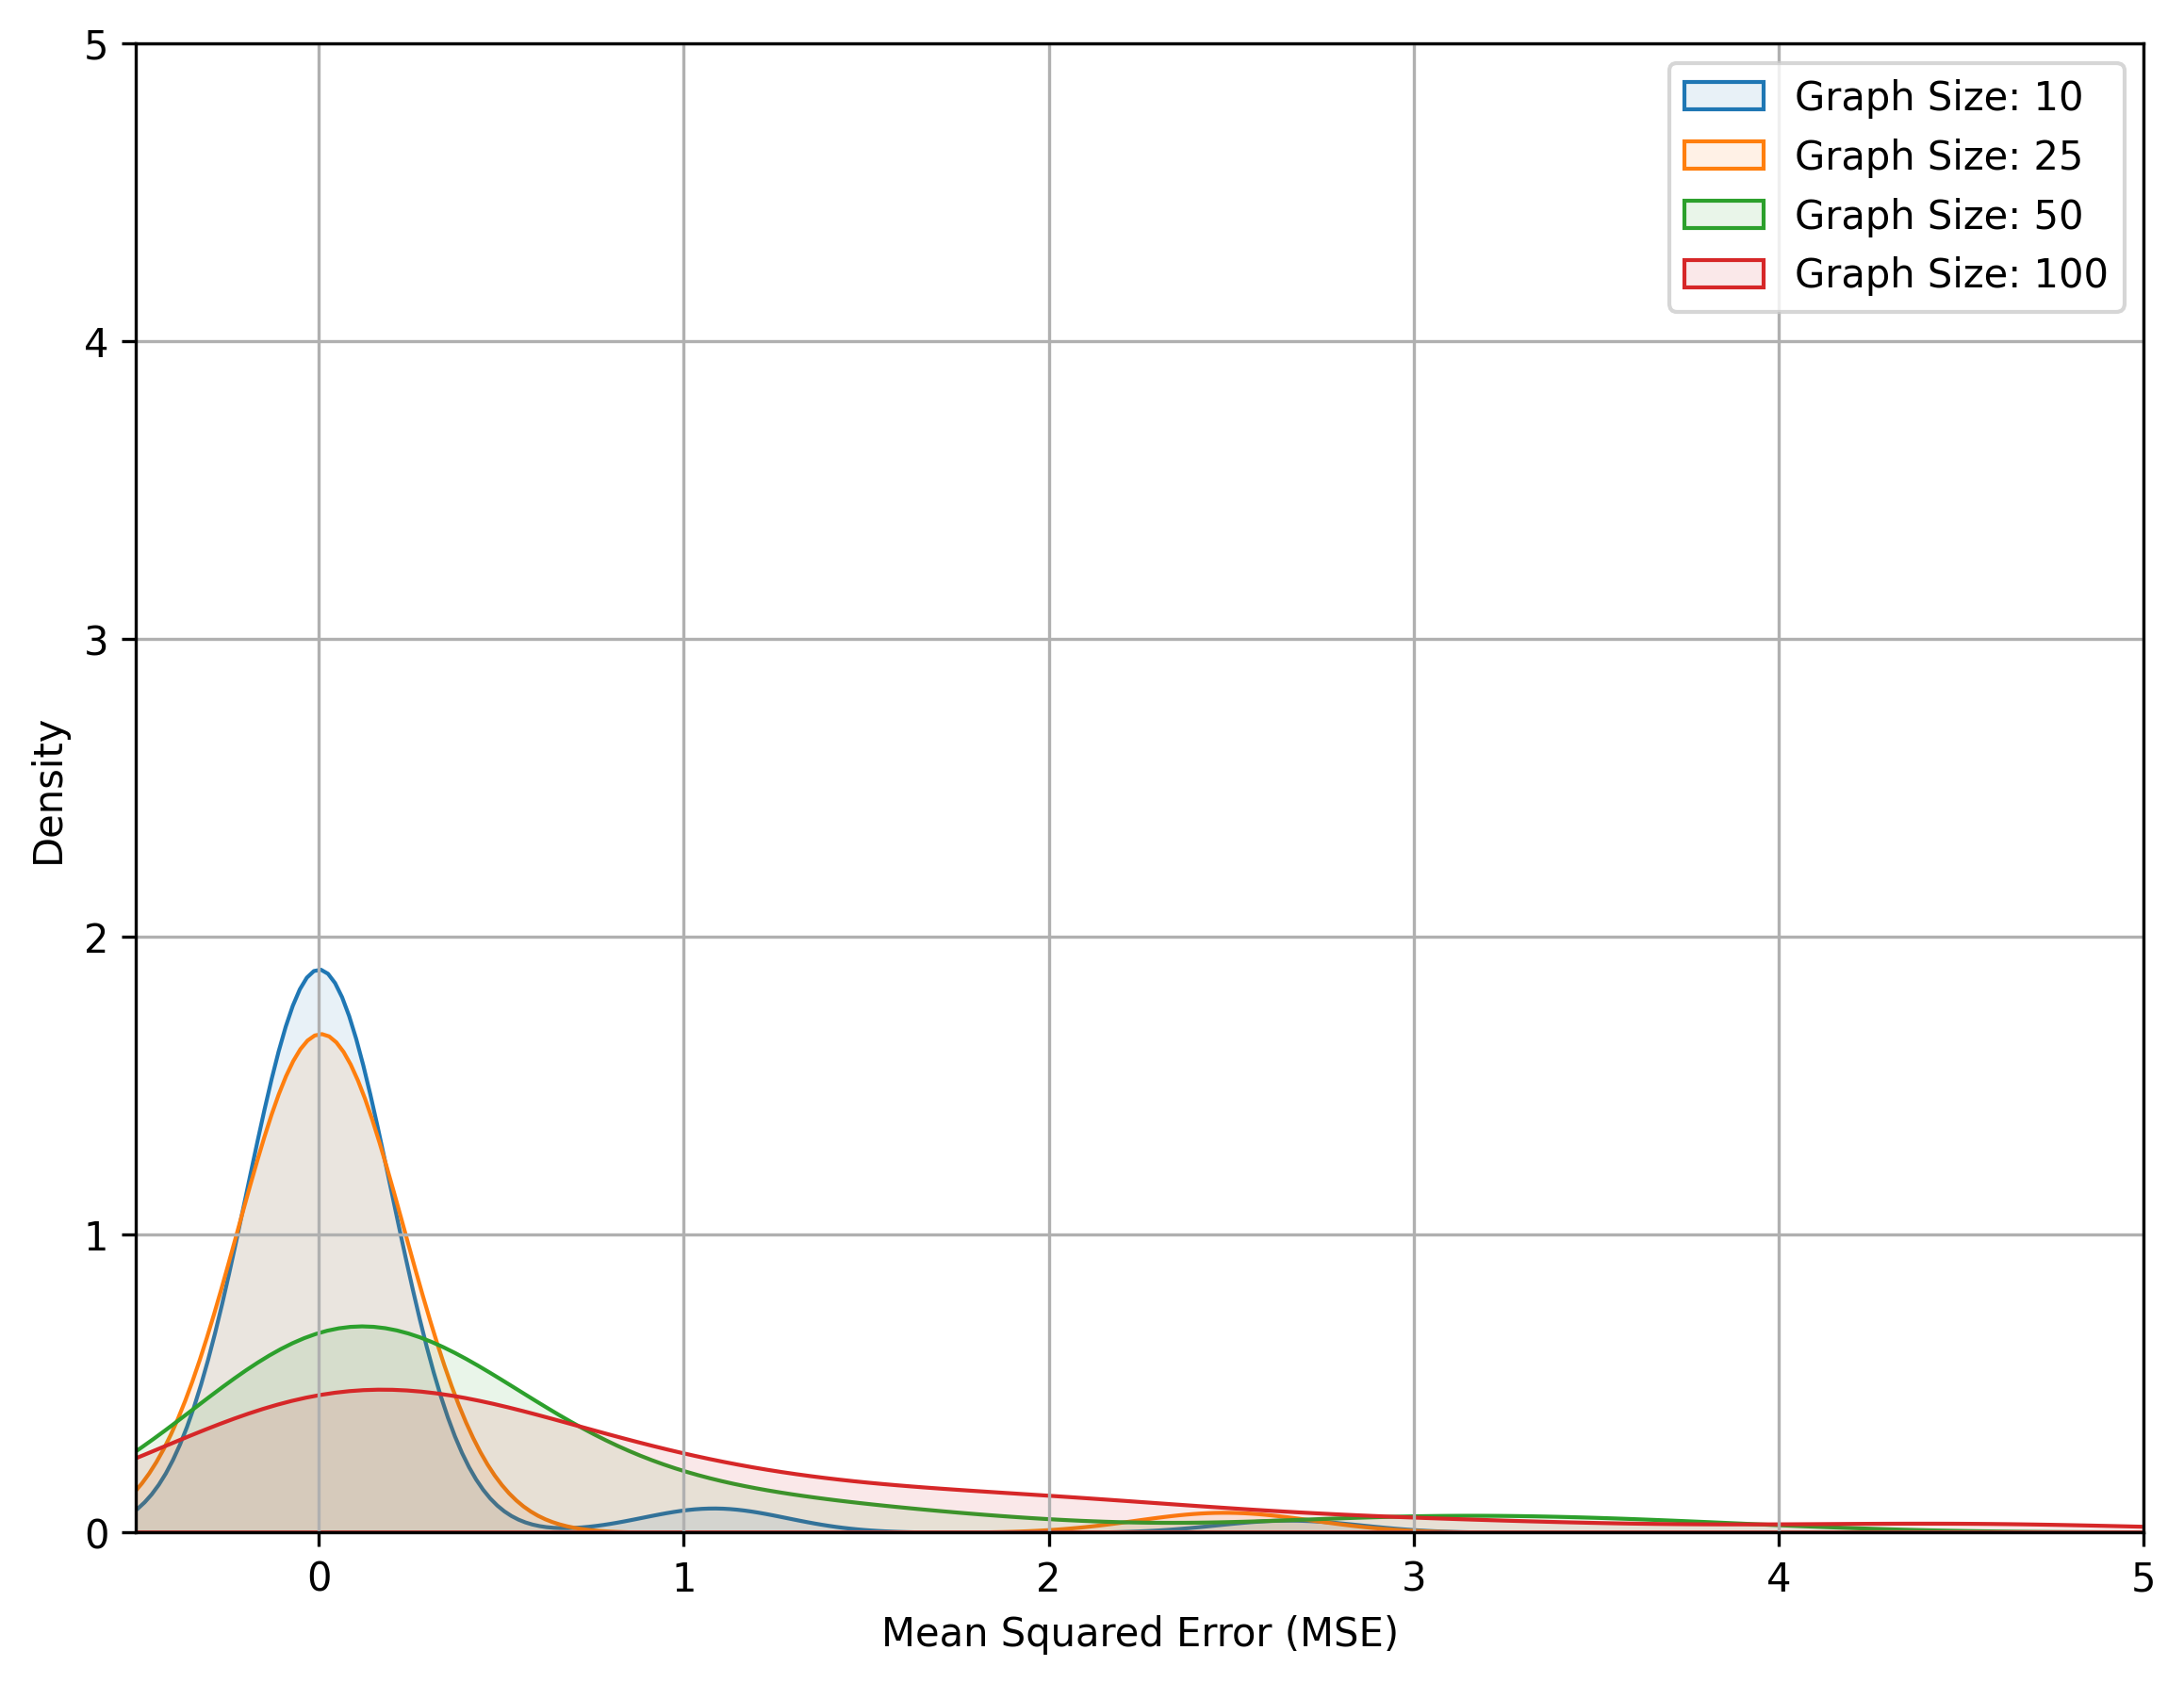 5
4
3
2
1
0
Density
0 1 2 3 4 5
Mean Squared Error (MSE)
Graph Size: 10
Graph Size: 25
Graph Size: 50
Graph Size: 100